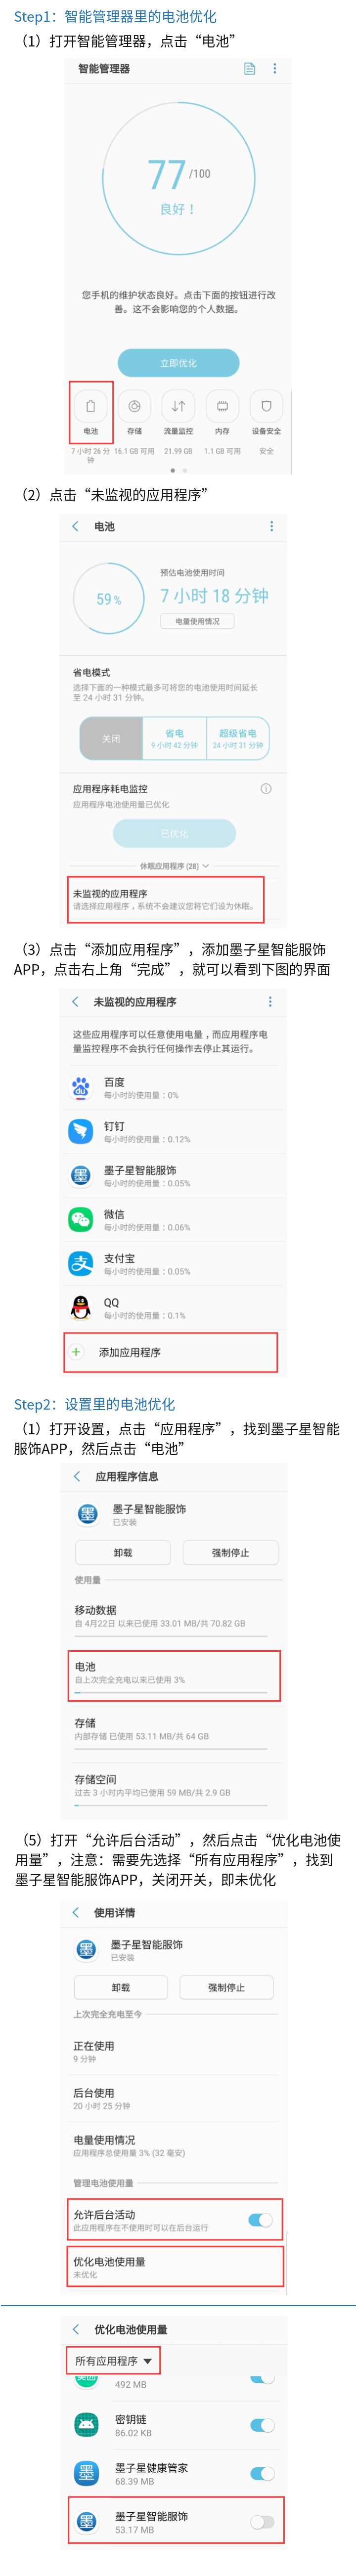 Step1：智能管理器里的电池优化
（1）打开智能管理器，点击“电池”
智能管理器
77/100
良好！
您手机的维护状态良好。点击下面的按钮进行改
善。这不会影响您的个人数据。
立即优化
电池 存储 流量监控 内存 设备安全
7 小时 26 分钟 16.1 GB 可用 21.99 GB 1.1 GB 可用 安全
（2）点击“未监视的应用程序”
电池
59%
预估电池使用时间
7 小时 18 分钟
电量使用情况
省电模式
选择下面的一种模式最多可将您的电池使用时间延长
至 24 小时 31 分钟。
关闭 省电 超级省电
9 小时 42 分钟 24 小时 31 分钟
应用程序耗电监控
应用程序电池使用量已优化
已优化
休眠应用程序 (28)
未监视的应用程序
请选择应用程序，系统不会建议您将它们设为休眠。
（3）点击“添加应用程序”，添加墨子星智能服饰
APP，点击右上角“完成”，就可以看到下图的界面
未监视的应用程序
这些应用程序可以任意使用电量，而应用程序电
量监控程序不会执行任何操作去停止其运行。
百度
每小时的使用量：0%
钉钉
每小时的使用量：0.12%
墨
墨子星智能服饰
每小时的使用量：0.05%
微信
每小时的使用量：0.06%
支付宝
每小时的使用量：0.05%
QQ
每小时的使用量：0.1%
添加应用程序
Step2：设置里的电池优化
（1）打开设置，点击“应用程序”，找到墨子星智能
服饰APP，然后点击“电池”
应用程序信息
墨
墨子星智能服饰
已安装
卸载 强制停止
使用量
移动数据
自 4月22日 以来已使用 33.01 MB/共 70.82 GB
电池
自上次完全充电以来已使用 3%
存储
内部存储 已使用 53.11 MB/共 64 GB
存储空间
过去 3 小时内平均已使用 59 MB/共 2.9 GB
（5）打开“允许后台活动”，然后点击“优化电池使
用量”，注意：需要先选择“所有应用程序”，找到
墨子星智能服饰APP，关闭开关，即未优化
使用详情
墨
墨子星智能服饰
已安装
卸载 强制停止
上次完全充电至今
正在使用
9 分钟
后台使用
20 小时 25 分钟
电量使用情况
应用程序总使用量 3% (32 毫安)
管理电池使用量
允许后台活动
此应用程序在不使用时可以在后台运行
优化电池使用量
未优化
优化电池使用量
所有应用程序
492 MB
密钥链
86.02 KB
墨
墨子星健康管家
68.39 MB
墨
墨子星智能服饰
53.17 MB